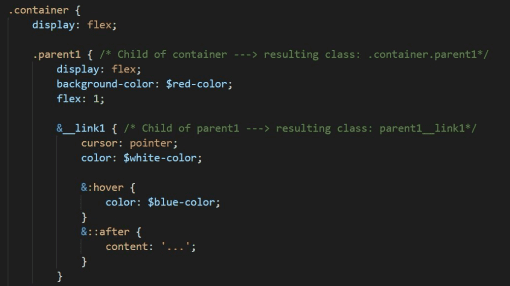 .container {
    display: flex;

    .parent1 { /* Child of container ---> resulting class: .container.parent1*/
        display: flex;
        background-color: $red-color;
        flex: 1;

        &__link1 { /* Child of parent1 ---> resulting class: parent1__link1*/
            cursor: pointer;
            color: $white-color;

            &:hover {
                color: $blue-color;
            }
            &::after {
                content: '...';
            }
        }